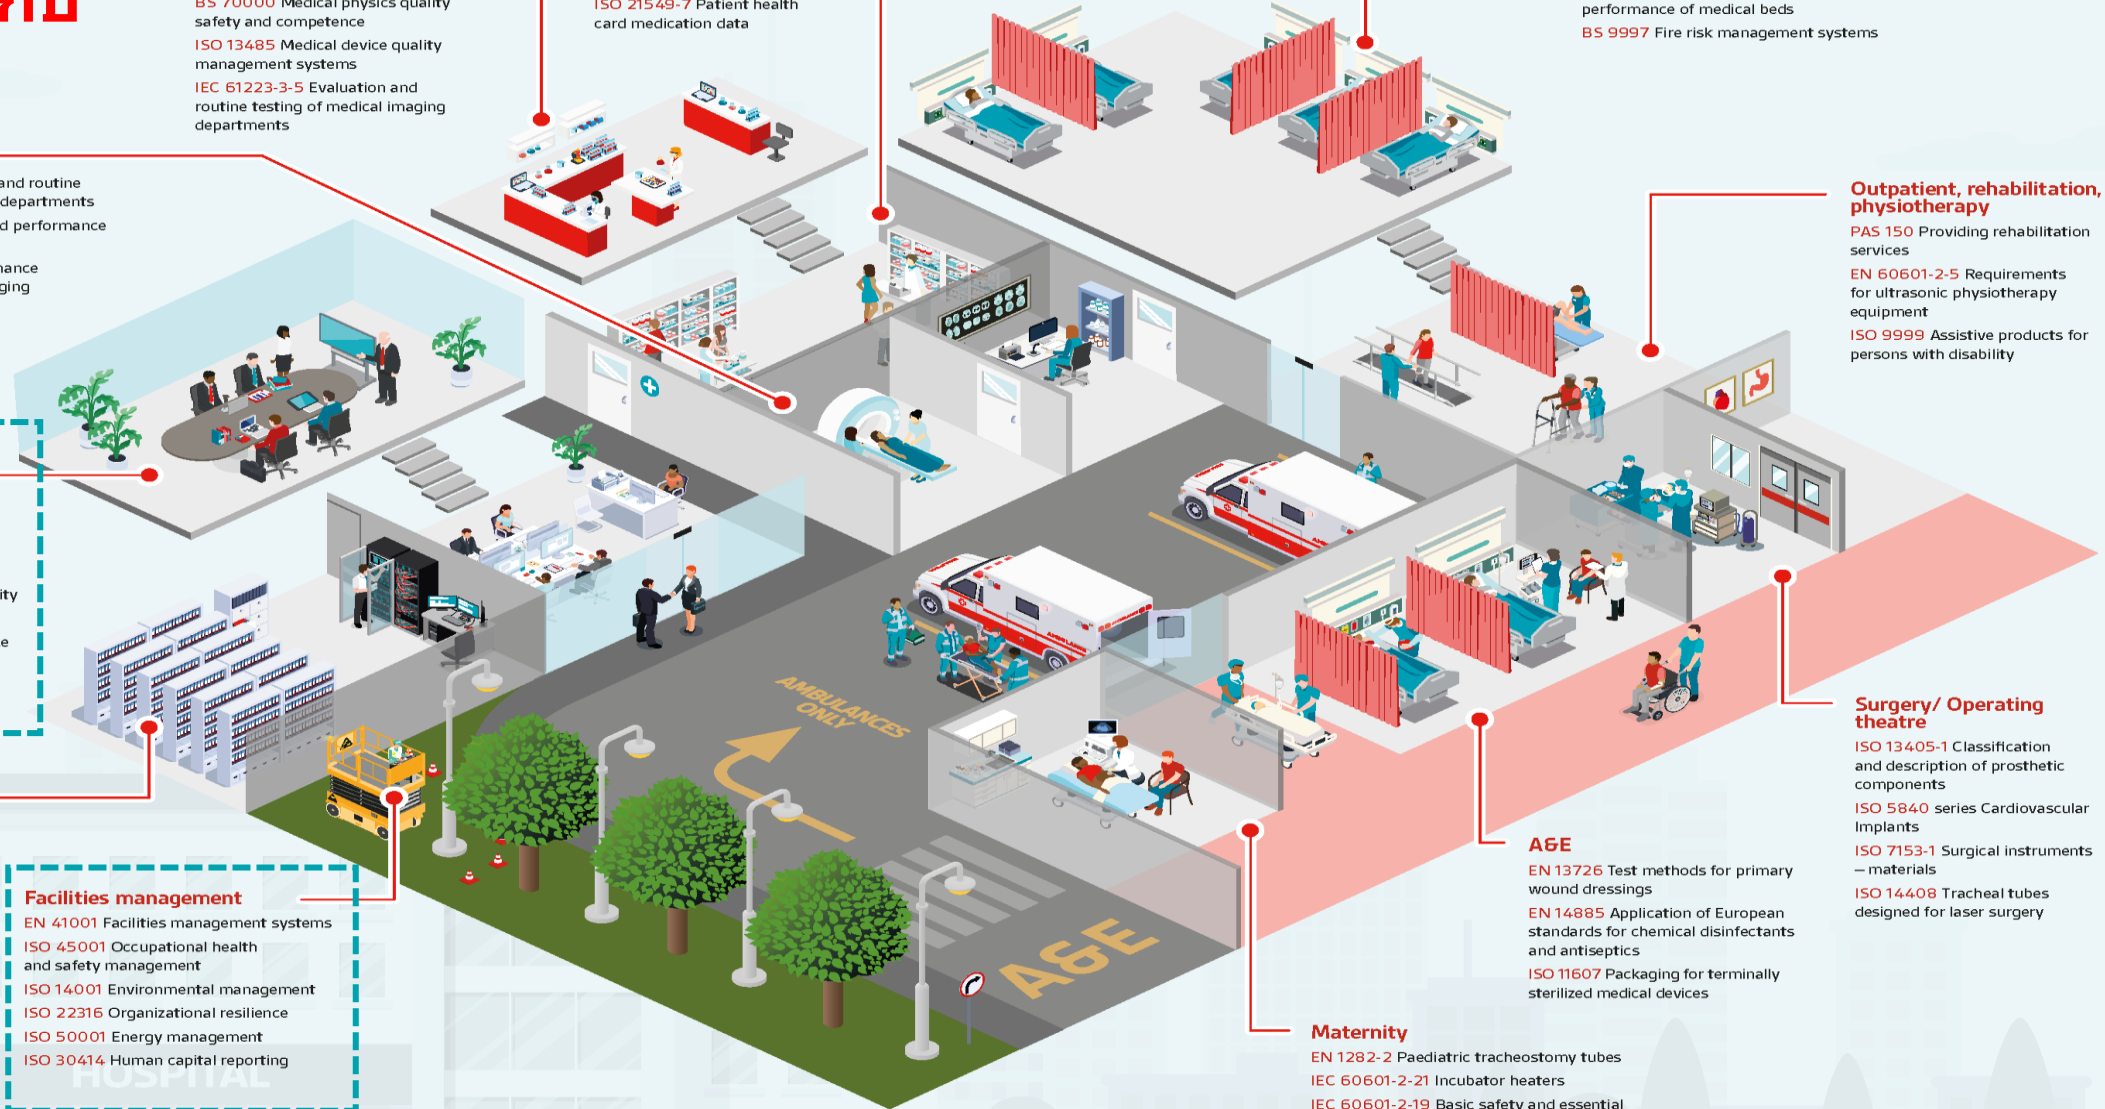 BS 70000 Medical physics quality
safety and competence
ISO 13485 Medical device quality
management systems
IEC 61223-3-5 Evaluation and
routine testing of medical imaging
departments
ISO 21549-7 Patient health
card medication data
performance of medical beds
BS 9997 Fire risk management systems
and routine
departments
d performance
ance
ging
Outpatient, rehabilitation,
physiotherapy
PAS 150 Providing rehabilitation
services
EN 60601-2-5 Requirements
for ultrasonic physiotherapy
equipment
ISO 9999 Assistive products for
persons with disability
ity
e
AMBULANCES
ONLY
A&E
AMBULANCE
Surgery/ Operating
theatre
ISO 13405-1 Classification
and description of prosthetic
components
ISO 5840 series Cardiovascular
Implants
ISO 7153-1 Surgical instruments
– materials
ISO 14408 Tracheal tubes
designed for laser surgery
A&E
EN 13726 Test methods for primary
wound dressings
EN 14885 Application of European
standards for chemical disinfectants
and antiseptics
ISO 11607 Packaging for terminally
sterilized medical devices
Facilities management
EN 41001 Facilities management systems
ISO 45001 Occupational health
and safety management
ISO 14001 Environmental management
ISO 22316 Organizational resilience
ISO 50001 Energy management
ISO 30414 Human capital reporting
HOSPITAL
Maternity
EN 1282-2 Paediatric tracheostomy tubes
IEC 60601-2-21 Incubator heaters
IEC 60601-2-19 Basic safety and essential